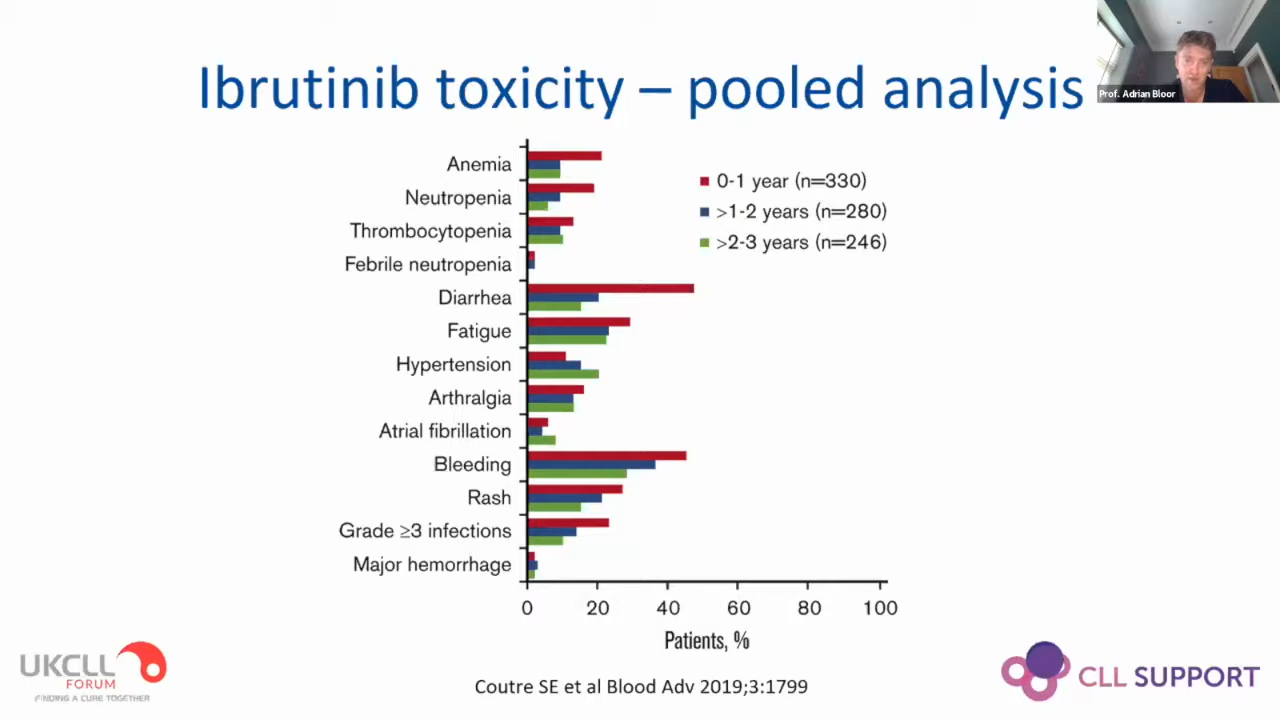 Ibrutinib toxicity – pooled analysis
Prof. Adrian Bloor
Anemia
Neutropenia
Thrombocytopenia
Febrile neutropenia
Diarrhea
Fatigue
Hypertension
Arthralgia
Atrial fibrillation
Bleeding
Rash
Grade ≥3 infections
Major hemorrhage
0-1 year (n=330)
>1-2 years (n=280)
>2-3 years (n=246)
0 20 40 60 80 100
Patients, %
UKCLL
FORUM
FINDING A CURE TOGETHER
Coutre SE et al Blood Adv 2019;3:1799
CLL SUPPORT